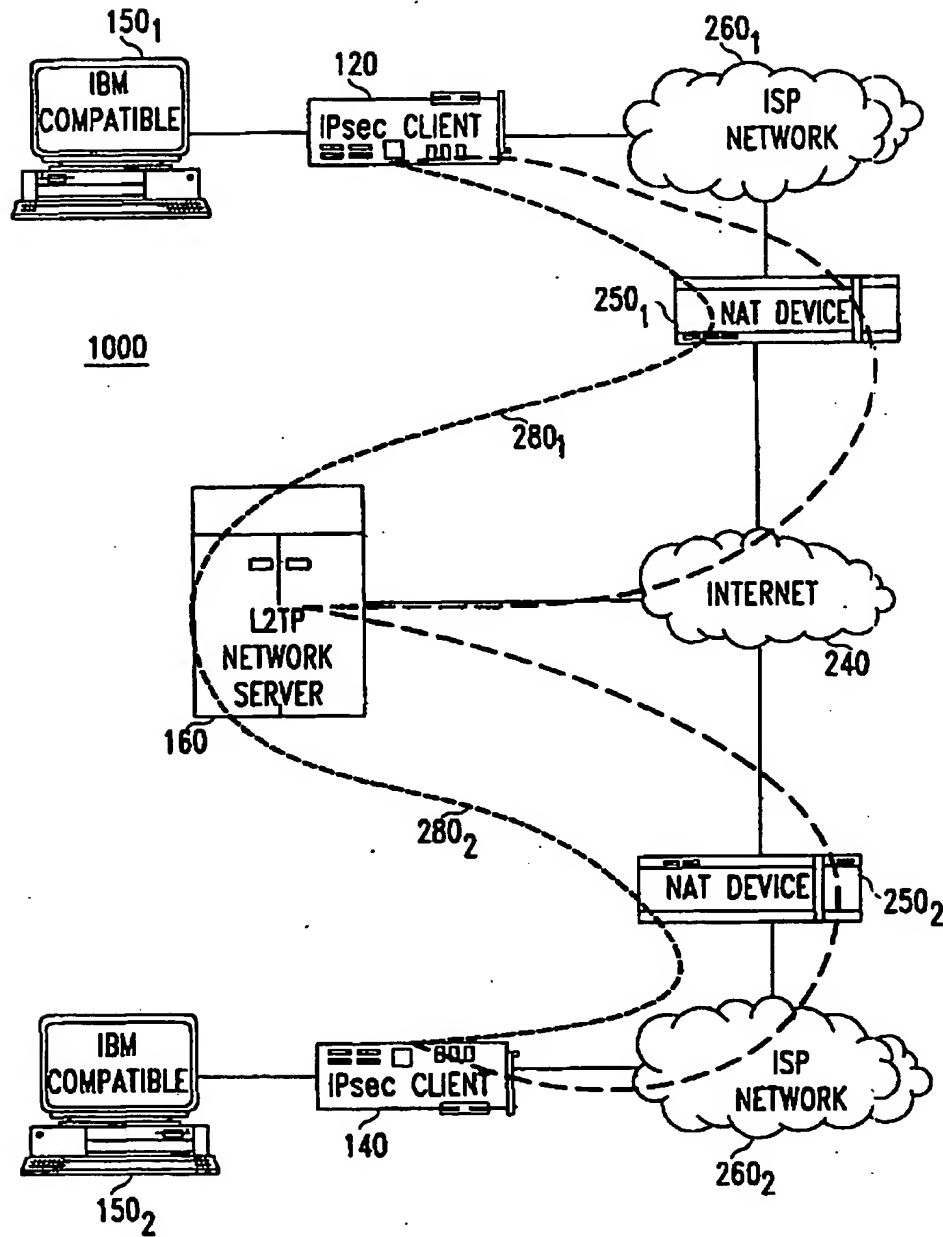 150₁
IBM
COMPATIBLE
120
IPsec CLIENT
260₁
ISP
NETWORK
250₁
NAT DEVICE
1000
280₁
L2TP
NETWORK
SERVER
160
INTERNET
240
280₂
NAT DEVICE
250₂
IBM
COMPATIBLE
150₂
IPsec CLIENT
140
ISP
NETWORK
260₂